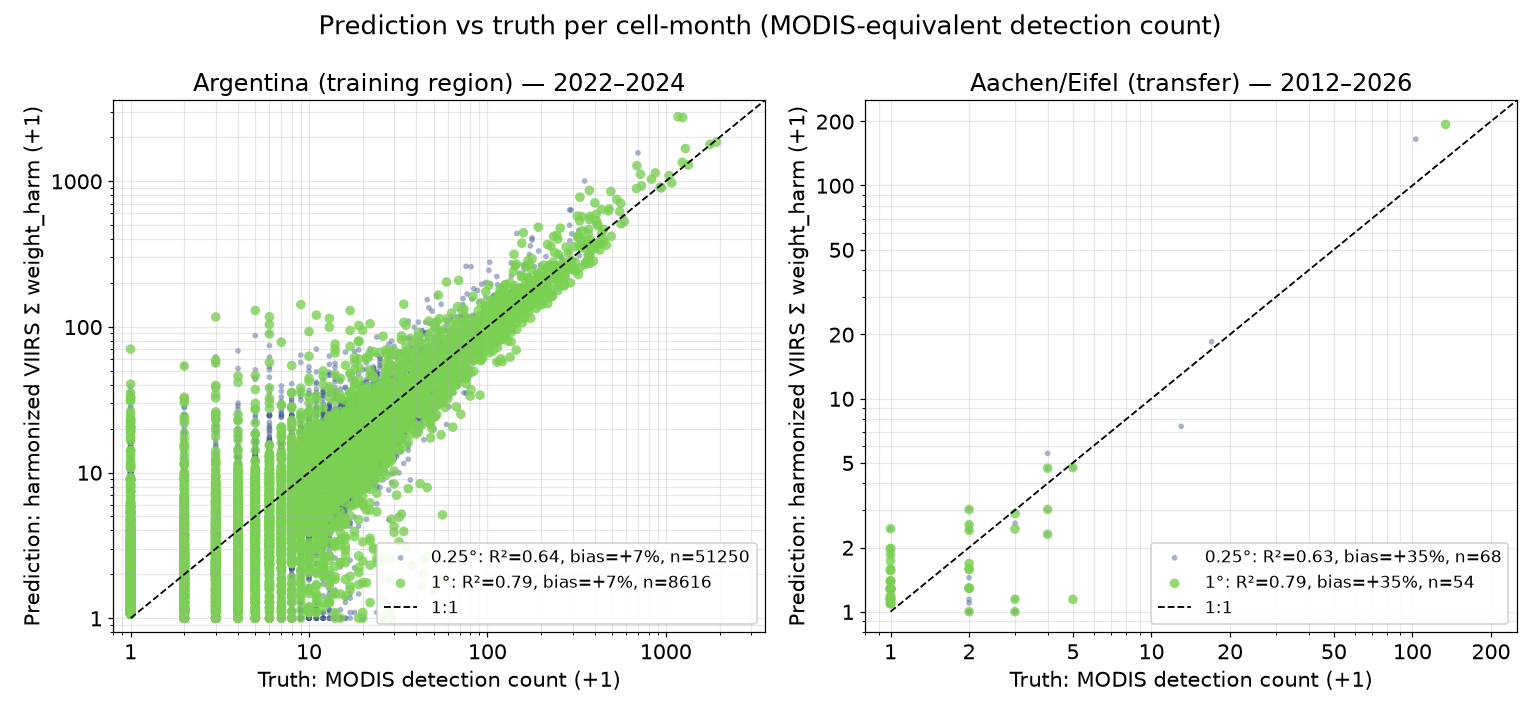 Prediction vs truth per cell-month (MODIS-equivalent detection count)
Argentina (training region) — 2022–2024
Prediction: harmonized VIIRS Σ weight_harm (+1)
1000
100
10
1
0.25°: R²=0.64, bias=+7%, n=51250
1°: R²=0.79, bias=+7%, n=8616
1:1
1 10 100 1000
Truth: MODIS detection count (+1)
Aachen/Eifel (transfer) — 2012–2026
Prediction: harmonized VIIRS Σ weight_harm (+1)
200
100
50
20
10
5
2
1
0.25°: R²=0.63, bias=+35%, n=68
1°: R²=0.79, bias=+35%, n=54
1:1
1 2 5 10 20 50 100 200
Truth: MODIS detection count (+1)